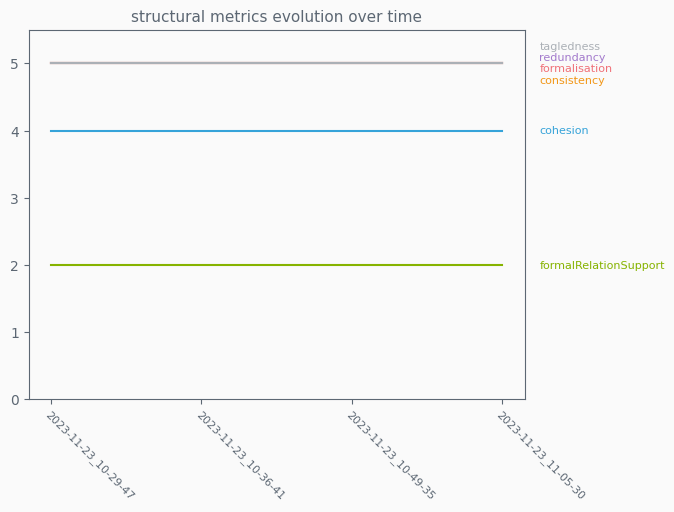 structural metrics evolution over time
tagledness
redundancy
formalisation
consistency
cohesion
formalRelationSupport
5
4
3
2
1
0
2023-11-23_10-29-47
2023-11-23_10-36-41
2023-11-23_10-49-35
2023-11-23_11-05-30